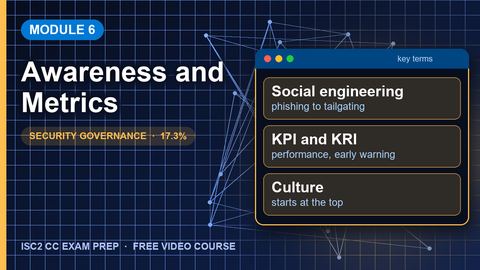 MODULE 6
Awareness and
Metrics
SECURITY GOVERNANCE · 17.3%
key terms
Social engineering
phishing to tailgating
KPI and KRI
performance, early warning
Culture
starts at the top
ISC2 CC EXAM PREP · FREE VIDEO COURSE